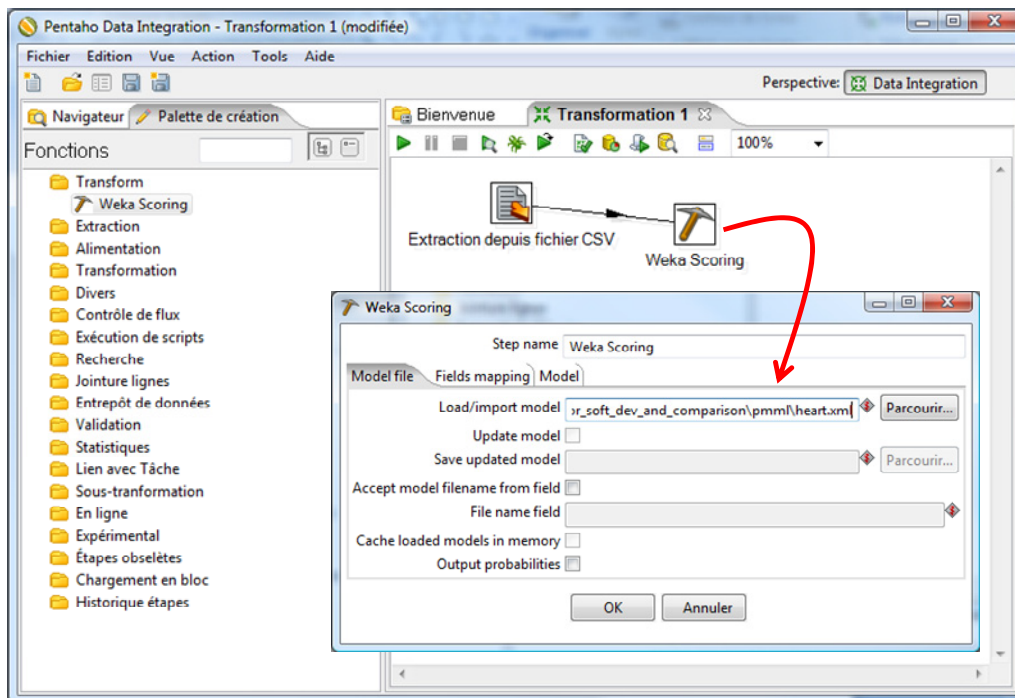 Pentaho Data Integration - Transformation 1 (modifiée)
Fichier Edition Vue Action Tools Aide
Perspective: Data Integration
Navigateur Palette de création
Fonctions
Transform
Weka Scoring
Extraction
Alimentation
Transformation
Divers
Contrôle de flux
Exécution de scripts
Recherche
Jointure lignes
Entrepôt de données
Validation
Statistiques
Lien avec Tâche
Sous-tranformation
En ligne
Expérimental
Étapes obselètes
Chargement en bloc
Historique étapes
Bienvenue Transformation 1
100%
Extraction depuis fichier CSV
Weka Scoring
Weka Scoring
Step name Weka Scoring
Model file Fields mapping Model
Load/import model r_soft_dev_and_comparison\pmml\heart.xml Parcourir...
Update model
Save updated model Parcourir...
Accept model filename from field
File name field
Cache loaded models in memory
Output probabilities
OK Annuler